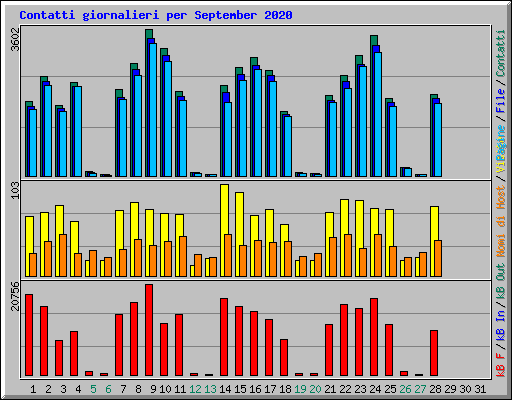 Contatti giornalieri per September 2020
3602
103
20756
1 2 3 4 5 6 7 8 9 10 11 12 13 14 15 16 17 18 19 20 21 22 23 24 25 26 27 28 29 30 31
kB F / kB In / kB Out Nomi di Host / Pagine / File / Contatti